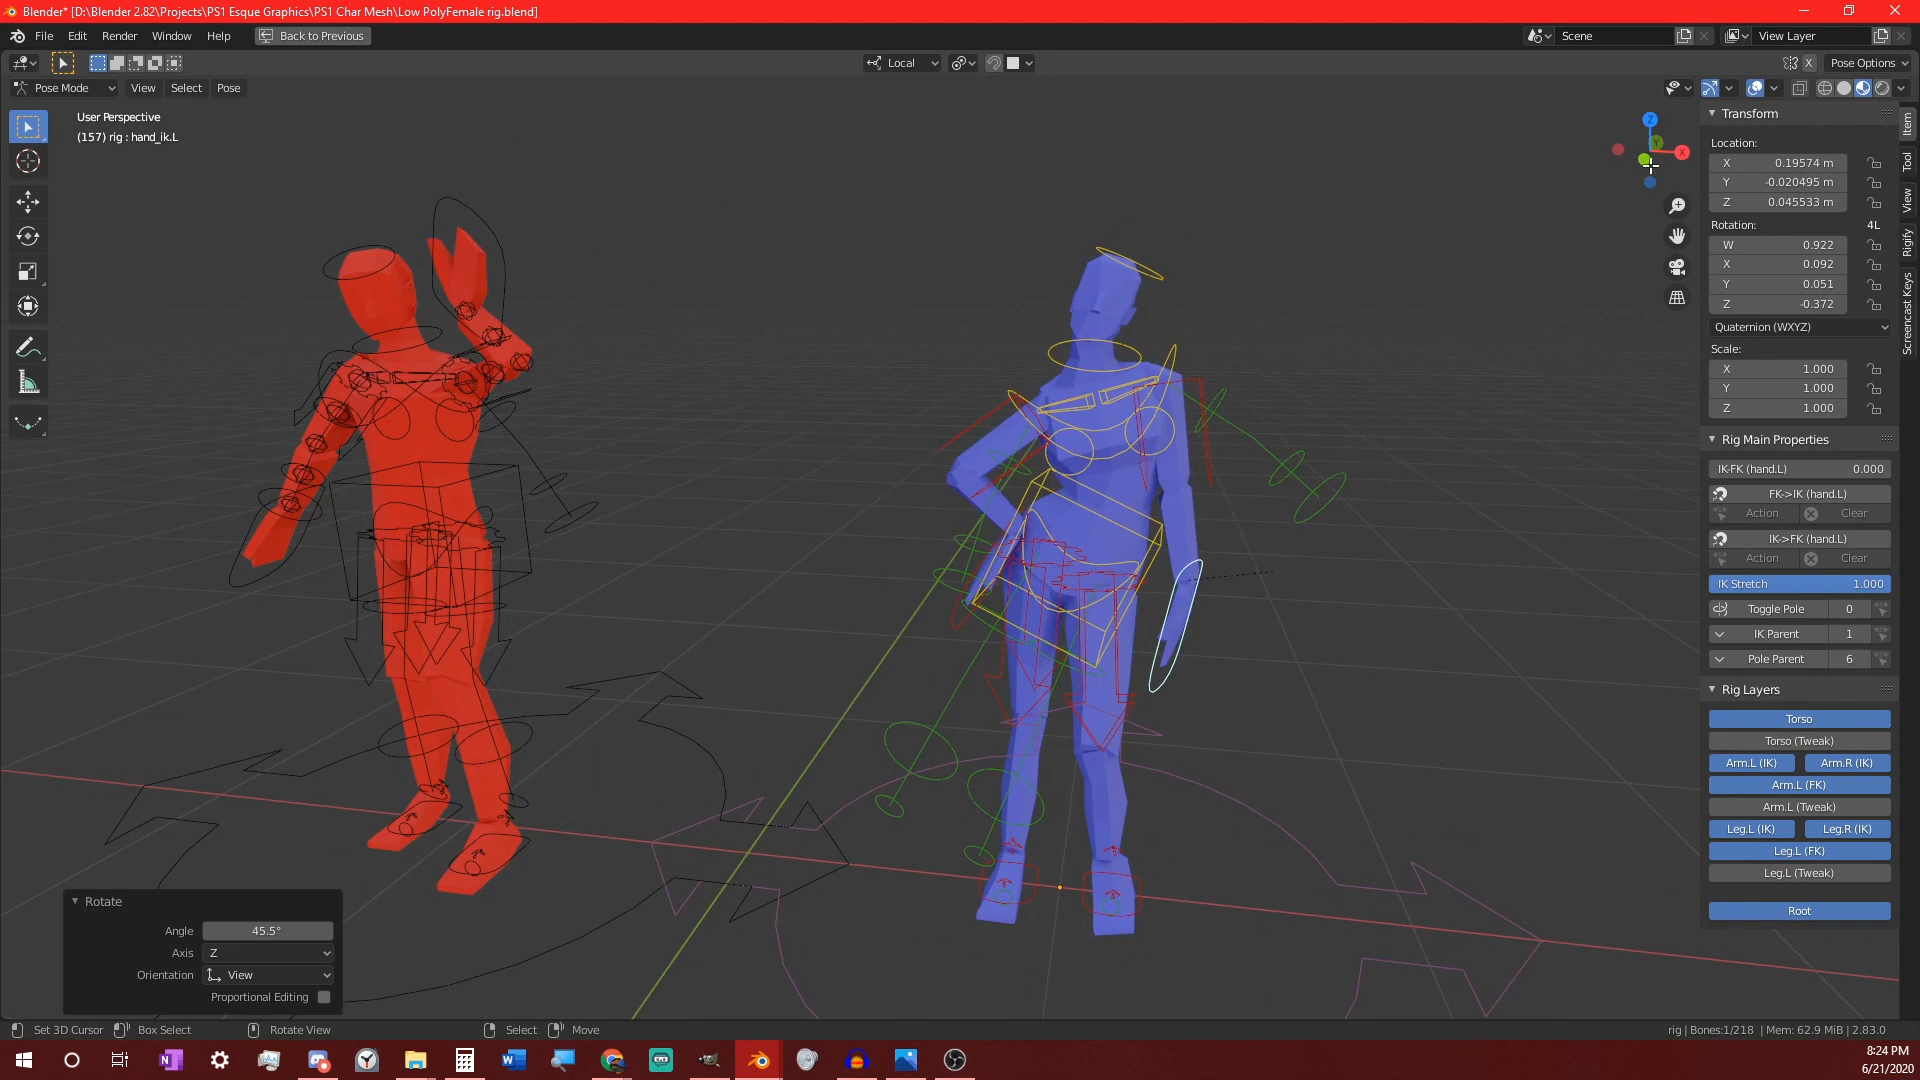 Blender* [D:\Blender 2.82\Projects\PS1 Esque Graphics\PS1 Char Mesh\Low PolyFemale rig.blend]
File Edit Render Window Help Back to Previous Scene View Layer
Local X Pose Options
Pose Mode View Select Pose
User Perspective
(157) rig : hand_ik.L
Z
Y
X
Transform
Location:
X 0.19574 m
Y -0.020495 m
Z 0.045533 m
Rotation: 4L
W 0.922
X 0.092
Y 0.051
Z -0.372
Quaternion (WXYZ)
Scale:
X 1.000
Y 1.000
Z 1.000
Rig Main Properties
IK-FK (hand.L) 0.000
FK->IK (hand.L)
Action Clear
IK->FK (hand.L)
Action Clear
IK Stretch 1.000
Toggle Pole 0
IK Parent 1
Pole Parent 6
Rig Layers
Torso
Torso (Tweak)
Arm.L (IK) Arm.R (IK)
Arm.L (FK)
Arm.L (Tweak)
Leg.L (IK) Leg.R (IK)
Leg.L (FK)
Leg.L (Tweak)
Root
Item
Tool
View
Rigify
Screencast Keys
Rotate
Angle 45.5°
Axis Z
Orientation View
Proportional Editing
Set 3D Cursor Box Select Rotate View Select Move rig | Bones:1/218 | Mem: 62.9 MiB | 2.83.0
8:24 PM
6/21/2020